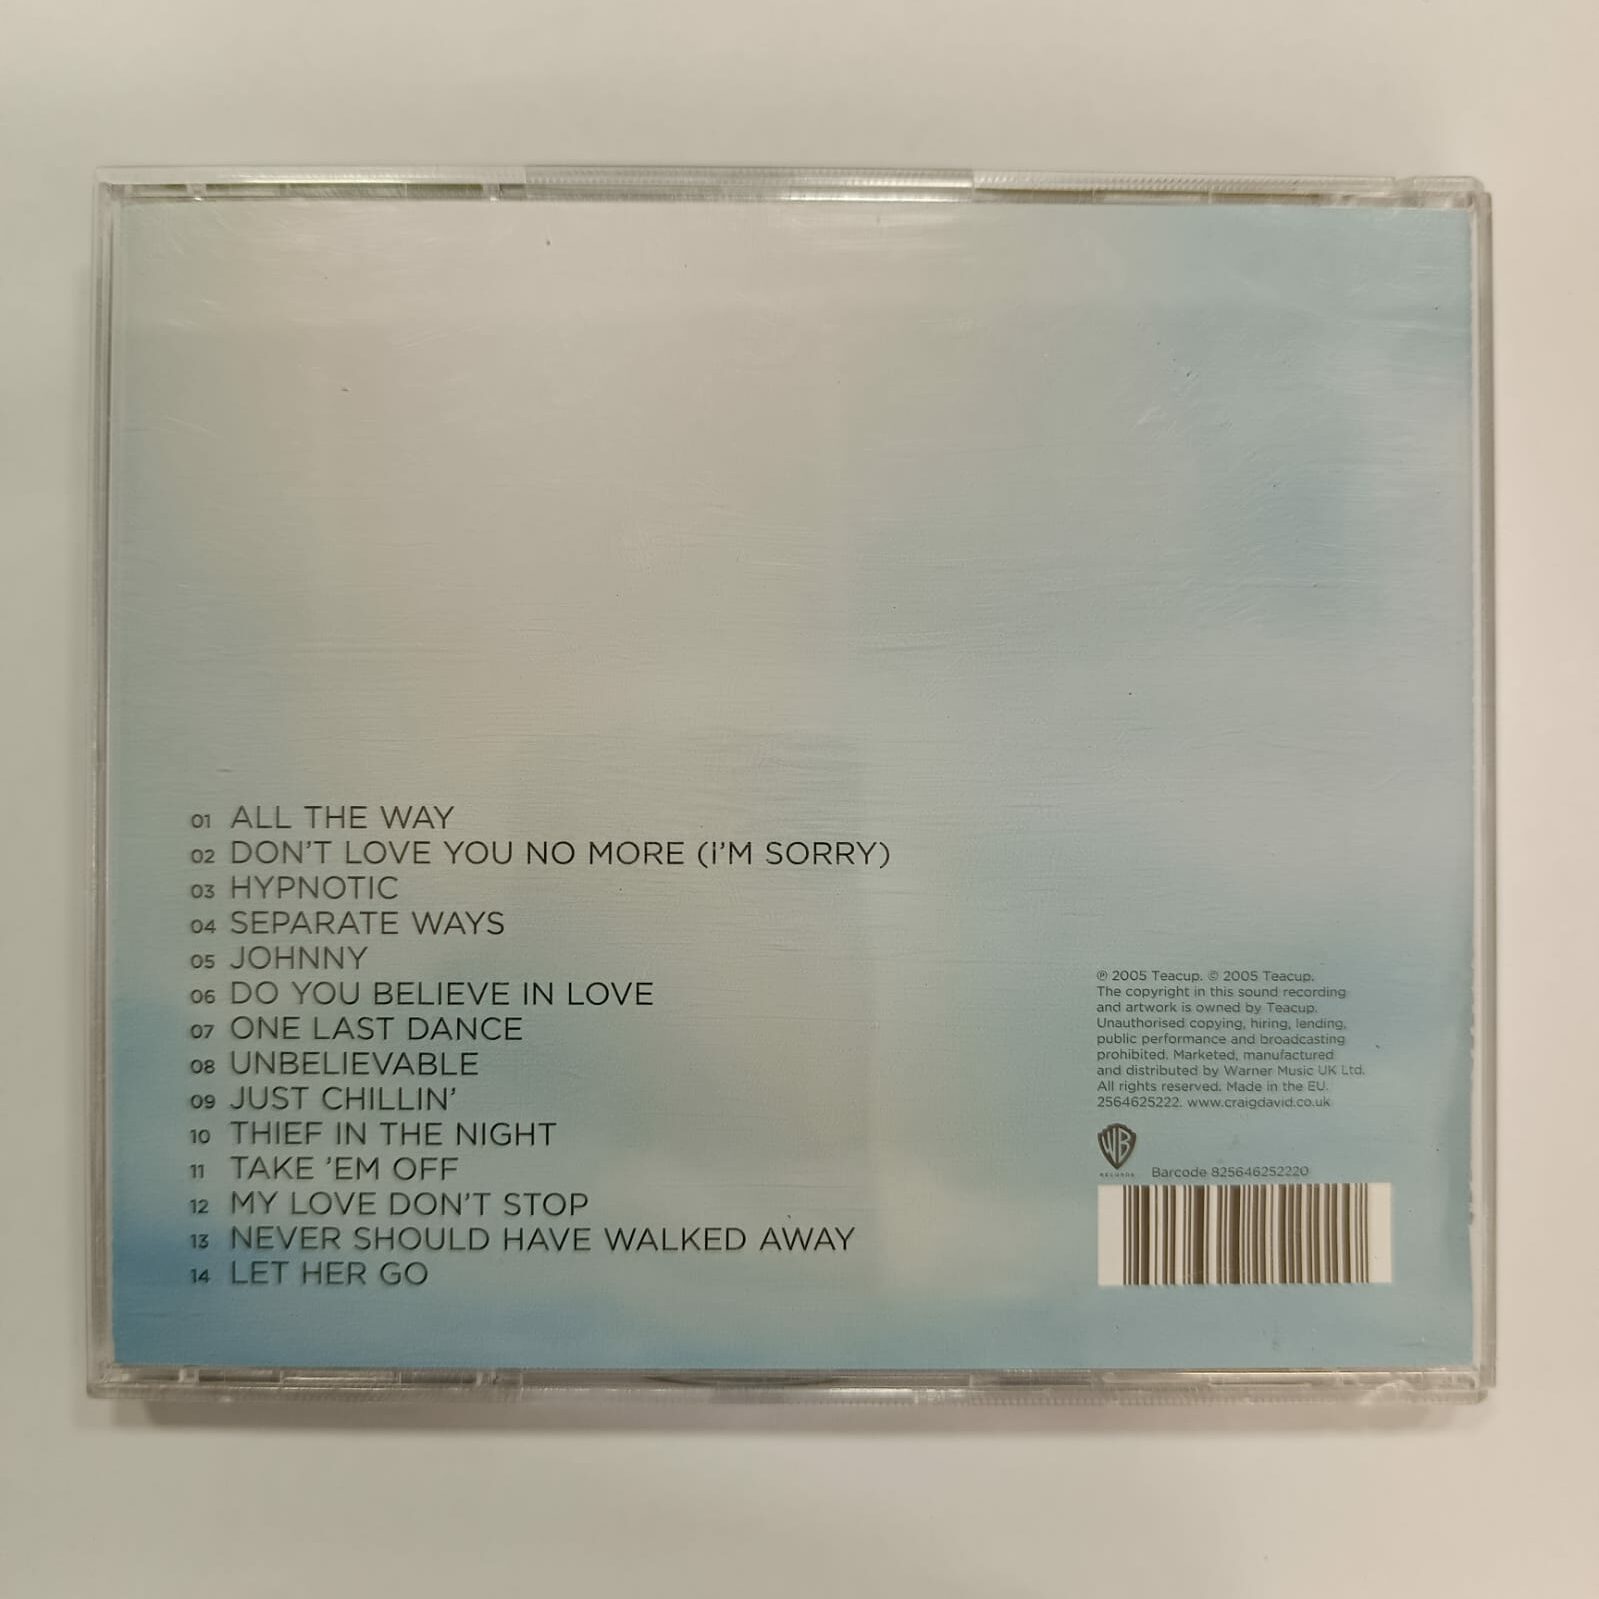 01 ALL THE WAY
02 DON'T LOVE YOU NO MORE (I'M SORRY)
03 HYPNOTIC
04 SEPARATE WAYS
05 JOHNNY
06 DO YOU BELIEVE IN LOVE
07 ONE LAST DANCE
08 UNBELIEVABLE
09 JUST CHILLIN'
10 THIEF IN THE NIGHT
11 TAKE 'EM OFF
12 MY LOVE DON'T STOP
13 NEVER SHOULD HAVE WALKED AWAY
14 LET HER GO
℗ 2005 Teacup. © 2005 Teacup.
The copyright in this sound recording
and artwork is owned by Teacup.
Unauthorised copying, hiring, lending,
public performance and broadcasting
prohibited. Marketed, manufactured
and distributed by Warner Music UK Ltd.
All rights reserved. Made in the EU.
2564625222. www.craigdavid.co.uk
WB
RECORDS
Barcode 825646252220